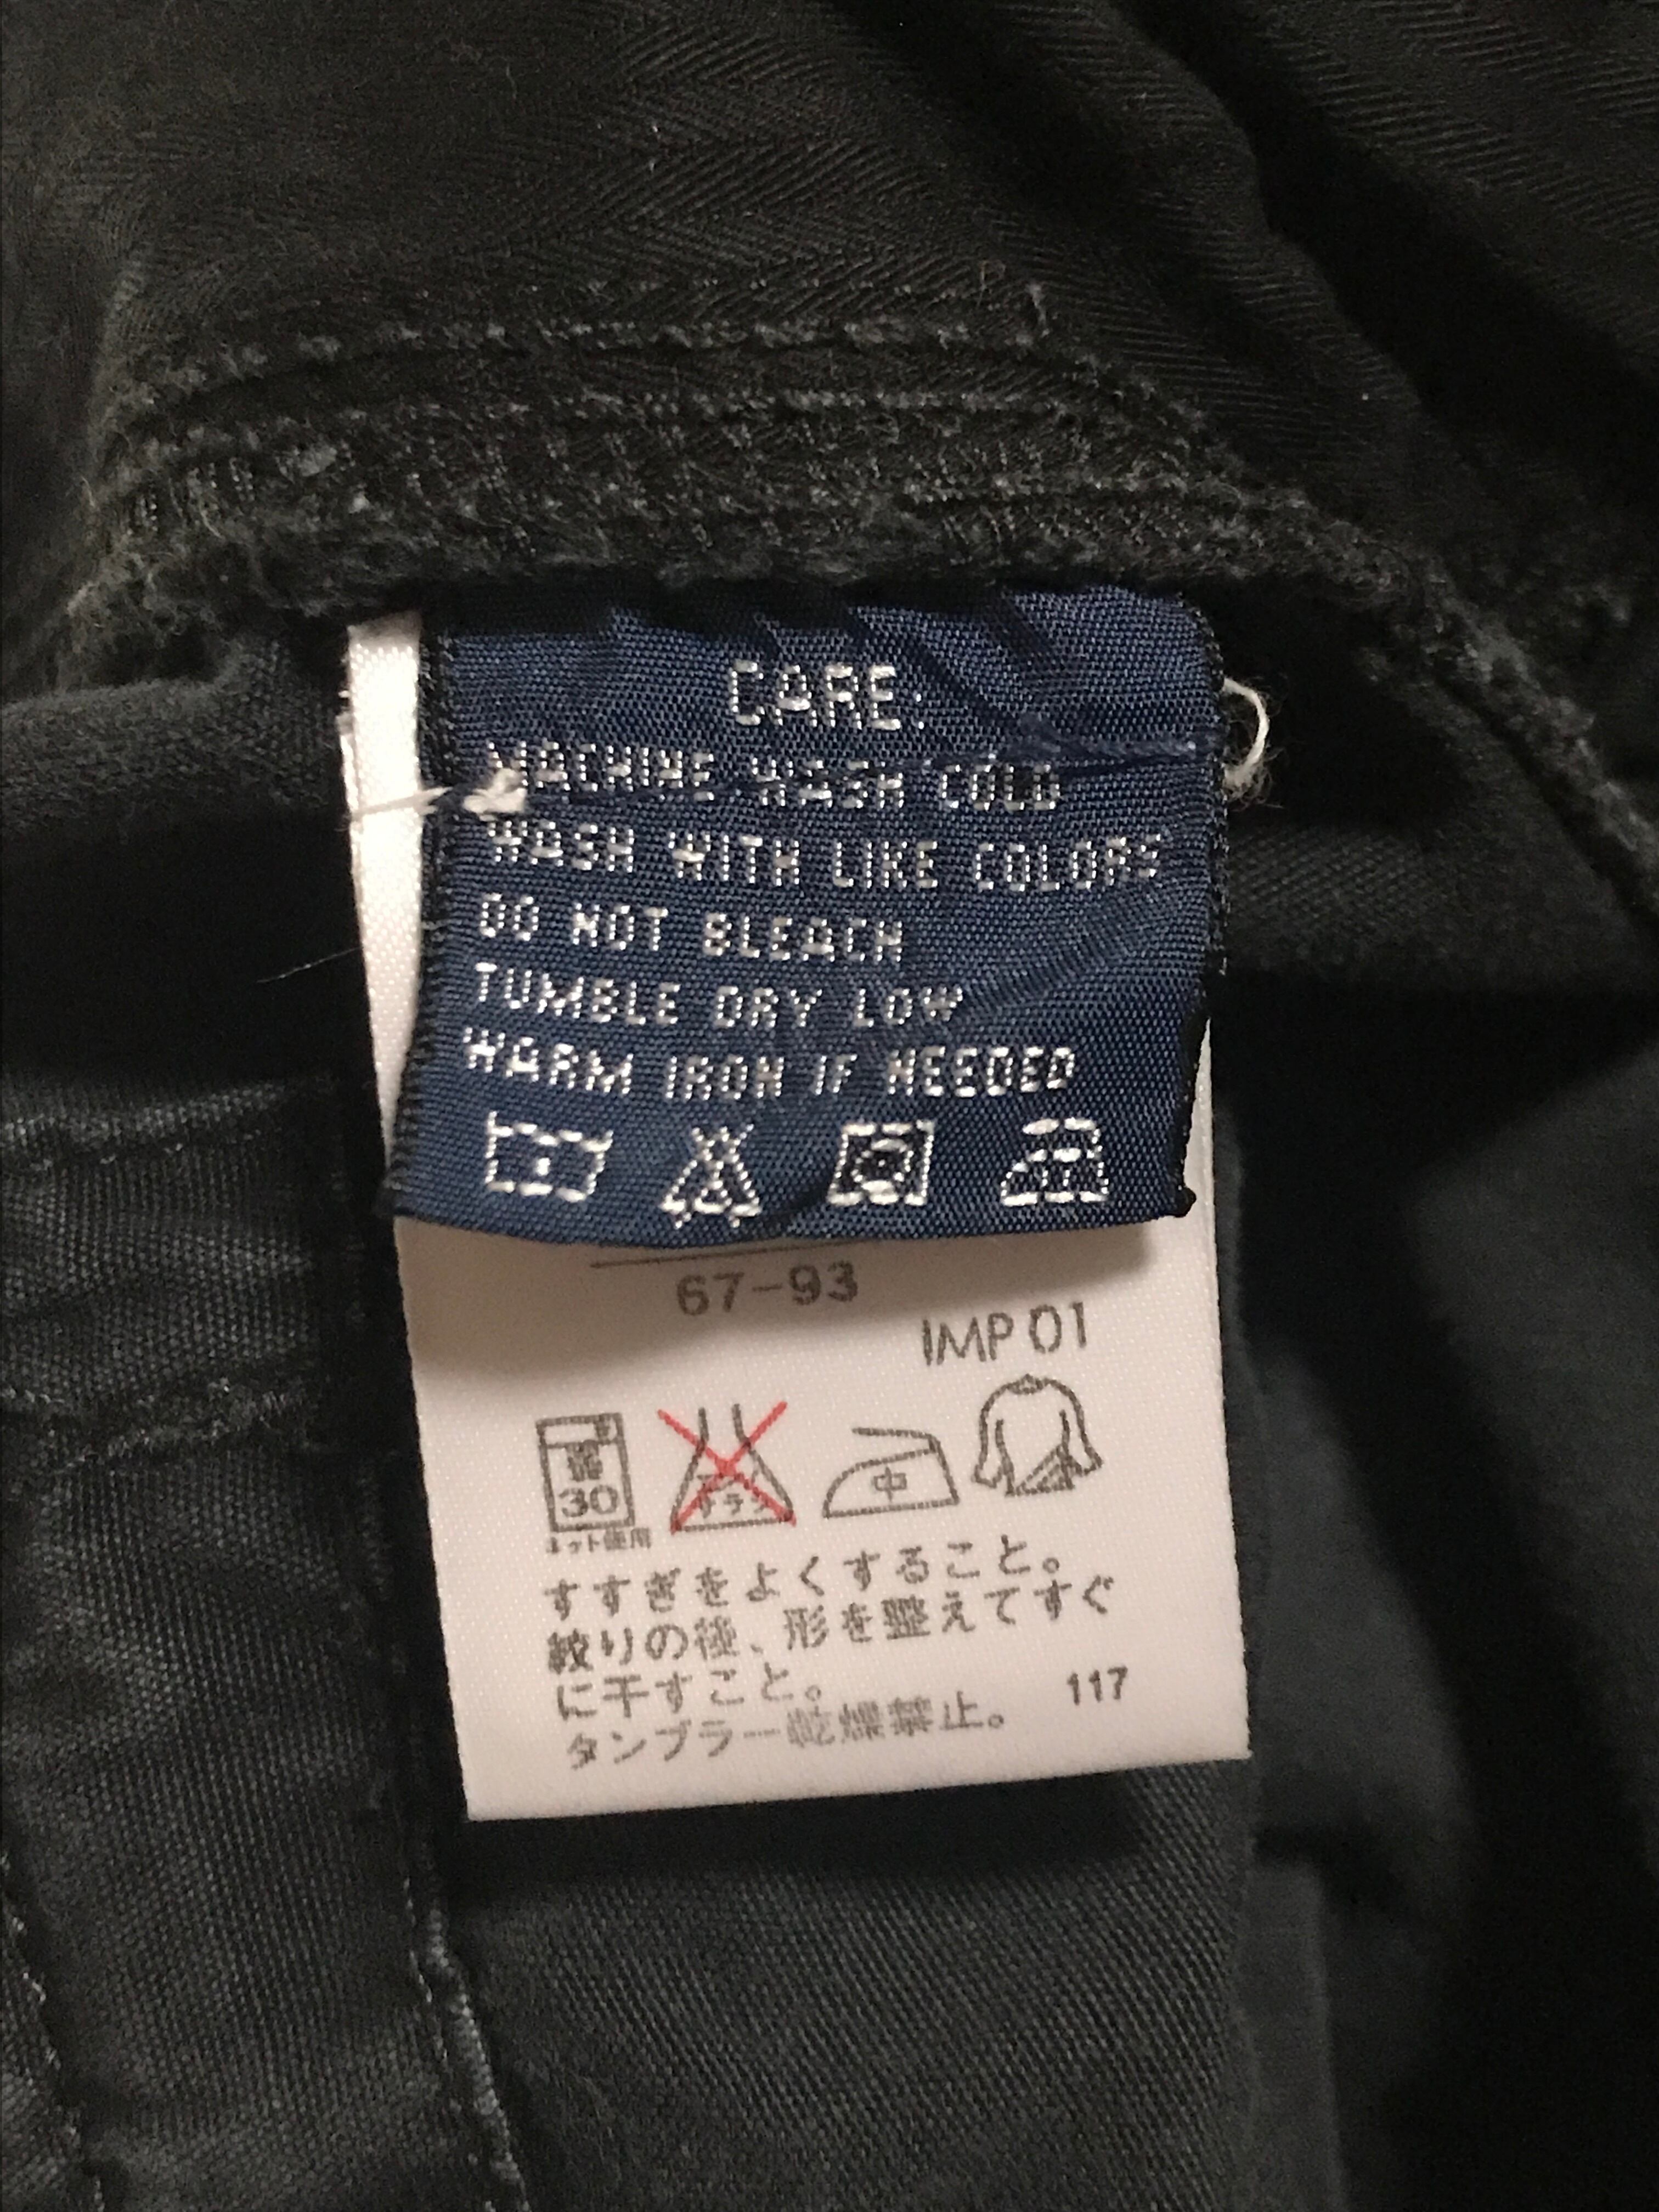 CARE:
MACHINE WASH COLD
WASH WITH LIKE COLORS
DO NOT BLEACH
TUMBLE DRY LOW
WARM IRON IF NEEDED
67-93
IMP 01
30
中
ネット使用
すすぎをよくすること。
絞りの後、形を整えてすぐ
に干すこと。
117
タンブラー乾燥禁止。